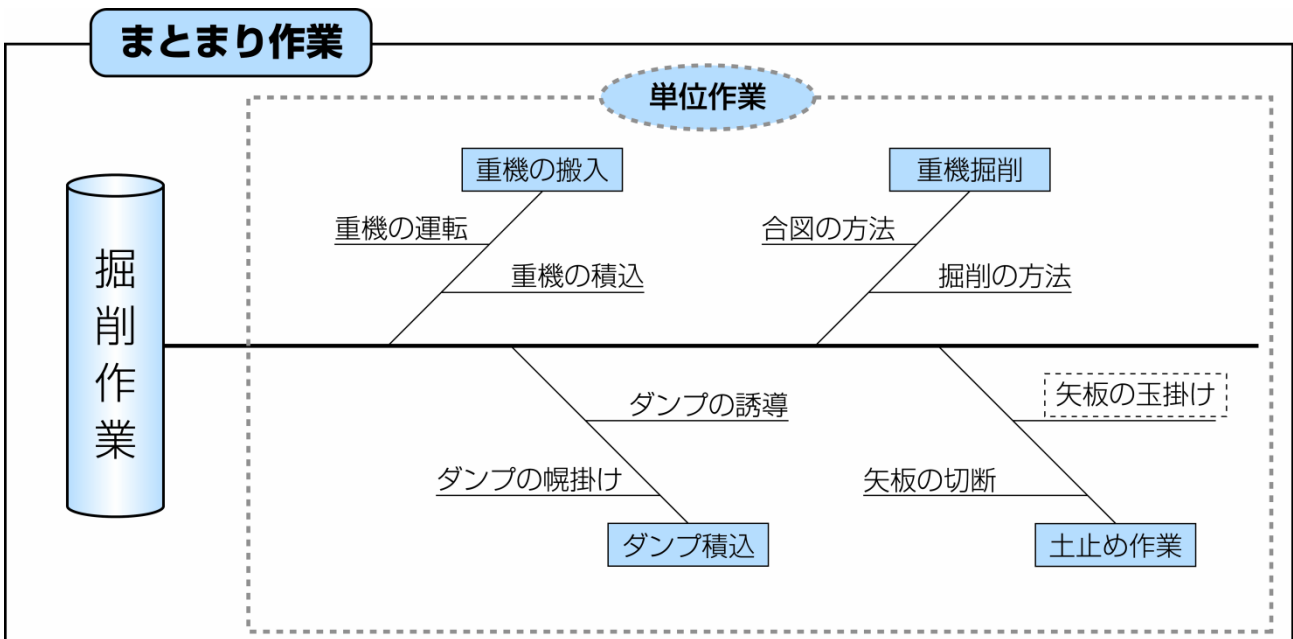 まとまり作業
単位作業
重機の搬入
重機掘削
重機の運転
合図の方法
重機の積込
掘削の方法
掘削作業
矢板の玉掛け
ダンプの誘導
ダンプの幌掛け
矢板の切断
ダンプ積込
土止め作業